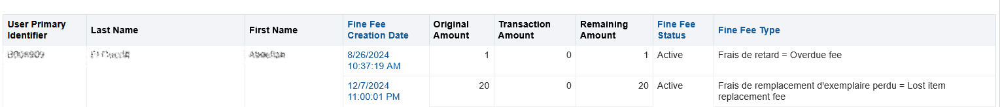 User Primary
Identifier
Last Name
First Name
Fine Fee
Creation Date
Original
Amount
Transaction
Amount
Remaining
Amount
Fine Fee
Status
Fine Fee Type
8/26/2024
10:37:19 AM
1
0
1
Active
Frais de retard = Overdue fee
12/7/2024
11:00:01 PM
20
0
20
Active
Frais de remplacement d'exemplaire perdu = Lost item
replacement fee